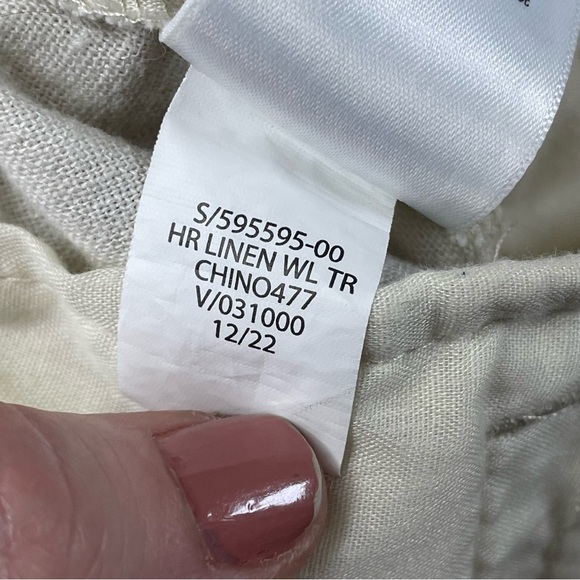 S/595595-00
HR LINEN WL TR
CHINO477
V/031000
12/22